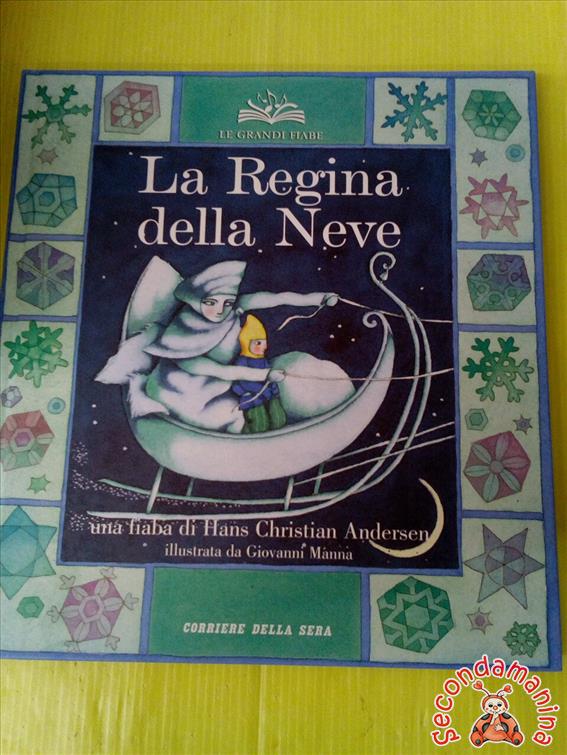 LE GRANDI FIABE
La Regina
della Neve
una fiaba di Hans Christian Andersen
illustrata da Giovanni Manna
CORRIERE DELLA SERA
Secondamanina